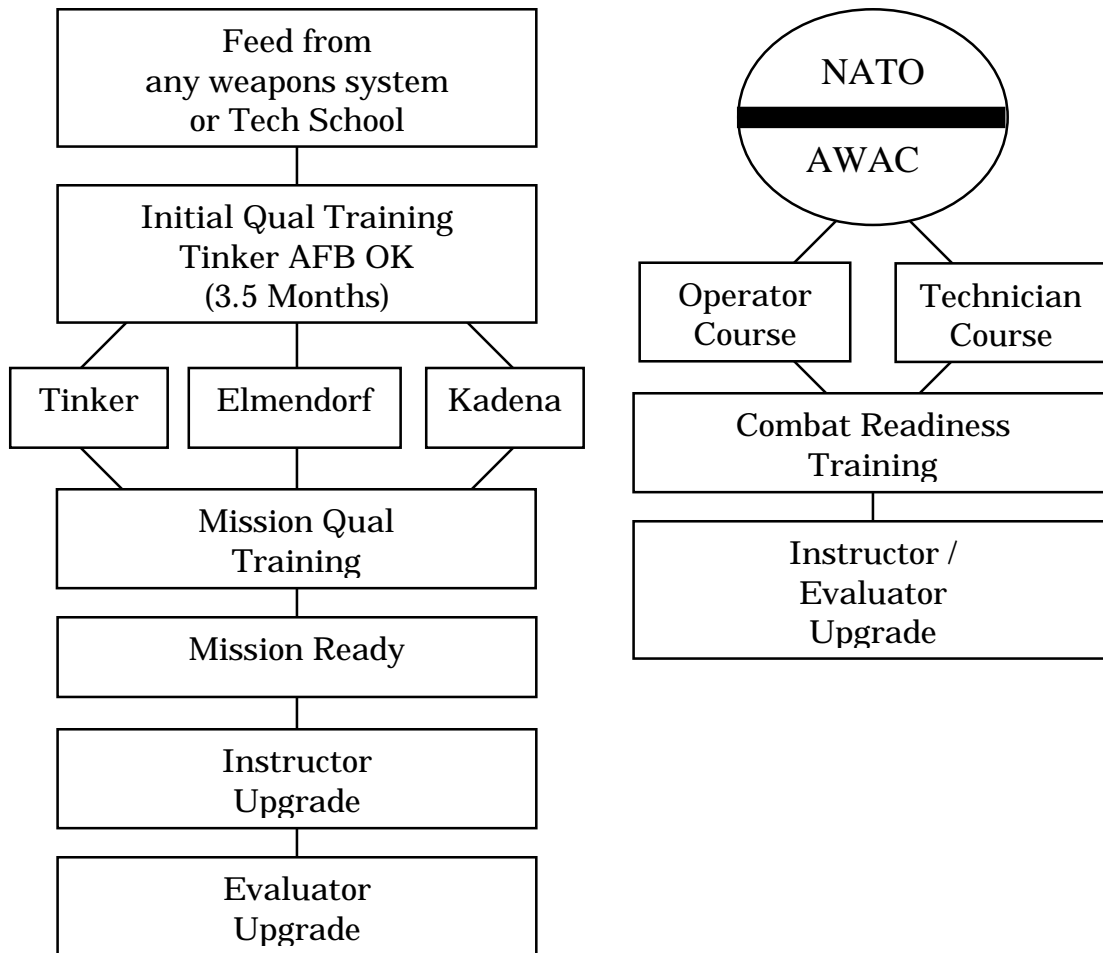 Feed from
any weapons system
or Tech School
Initial Qual Training
Tinker AFB OK
(3.5 Months)
Tinker
Elmendorf
Kadena
Mission Qual
Training
Mission Ready
Instructor
Upgrade
Evaluator
Upgrade
NATO
AWAC
Operator
Course
Technician
Course
Combat Readiness
Training
Instructor /
Evaluator
Upgrade